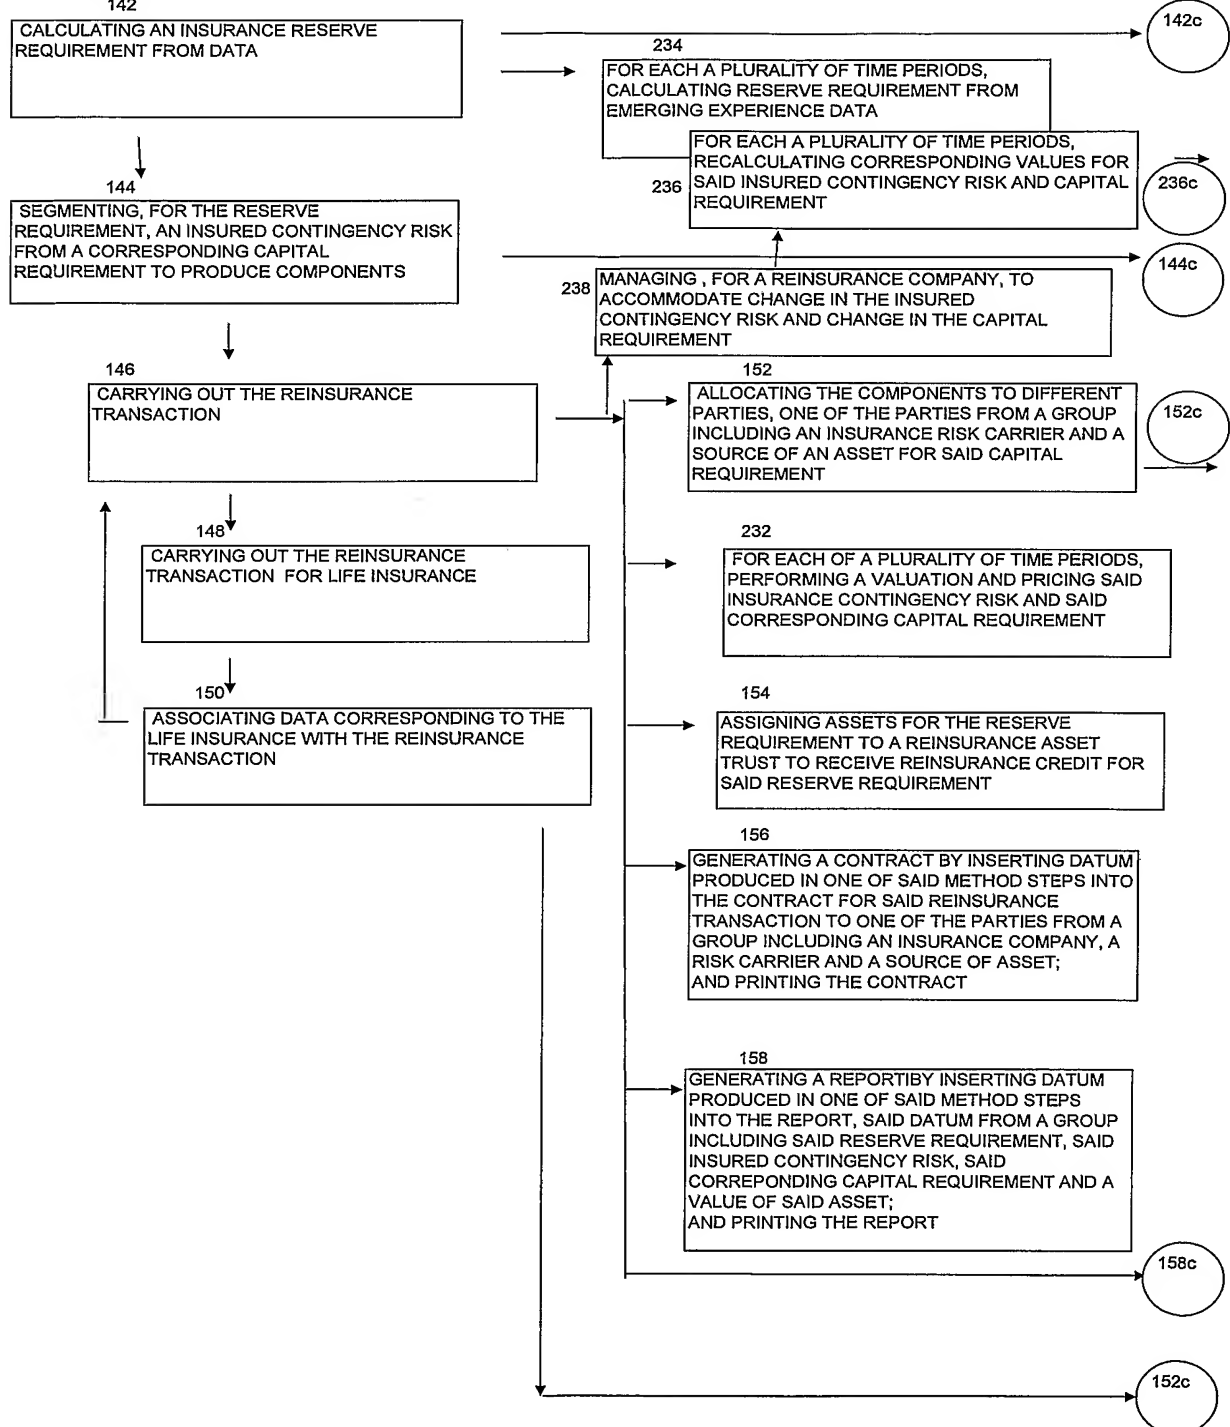 142
CALCULATING AN INSURANCE RESERVE
REQUIREMENT FROM DATA
142c
234
FOR EACH A PLURALITY OF TIME PERIODS,
CALCULATING RESERVE REQUIREMENT FROM
EMERGING EXPERIENCE DATA
236
FOR EACH A PLURALITY OF TIME PERIODS,
RECALCULATING CORRESPONDING VALUES FOR
SAID INSURED CONTINGENCY RISK AND CAPITAL
REQUIREMENT
236c
144
SEGMENTING, FOR THE RESERVE
REQUIREMENT, AN INSURED CONTINGENCY RISK
FROM A CORRESPONDING CAPITAL
REQUIREMENT TO PRODUCE COMPONENTS
144c
238
MANAGING , FOR A REINSURANCE COMPANY, TO
ACCOMMODATE CHANGE IN THE INSURED
CONTINGENCY RISK AND CHANGE IN THE CAPITAL
REQUIREMENT
146
CARRYING OUT THE REINSURANCE
TRANSACTION
152
ALLOCATING THE COMPONENTS TO DIFFERENT
PARTIES, ONE OF THE PARTIES FROM A GROUP
INCLUDING AN INSURANCE RISK CARRIER AND A
SOURCE OF AN ASSET FOR SAID CAPITAL
REQUIREMENT
152c
148
CARRYING OUT THE REINSURANCE
TRANSACTION FOR LIFE INSURANCE
232
FOR EACH OF A PLURALITY OF TIME PERIODS,
PERFORMING A VALUATION AND PRICING SAID
INSURANCE CONTINGENCY RISK AND SAID
CORRESPONDING CAPITAL REQUIREMENT
150
ASSOCIATING DATA CORRESPONDING TO THE
LIFE INSURANCE WITH THE REINSURANCE
TRANSACTION
154
ASSIGNING ASSETS FOR THE RESERVE
REQUIREMENT TO A REINSURANCE ASSET
TRUST TO RECEIVE REINSURANCE CREDIT FOR
SAID RESERVE REQUIREMENT
156
GENERATING A CONTRACT BY INSERTING DATUM
PRODUCED IN ONE OF SAID METHOD STEPS INTO
THE CONTRACT FOR SAID REINSURANCE
TRANSACTION TO ONE OF THE PARTIES FROM A
GROUP INCLUDING AN INSURANCE COMPANY, A
RISK CARRIER AND A SOURCE OF ASSET;
AND PRINTING THE CONTRACT
158
GENERATING A REPORTIBY INSERTING DATUM
PRODUCED IN ONE OF SAID METHOD STEPS
INTO THE REPORT, SAID DATUM FROM A GROUP
INCLUDING SAID RESERVE REQUIREMENT, SAID
INSURED CONTINGENCY RISK, SAID
CORREPONDING CAPITAL REQUIREMENT AND A
VALUE OF SAID ASSET;
AND PRINTING THE REPORT
158c
152c